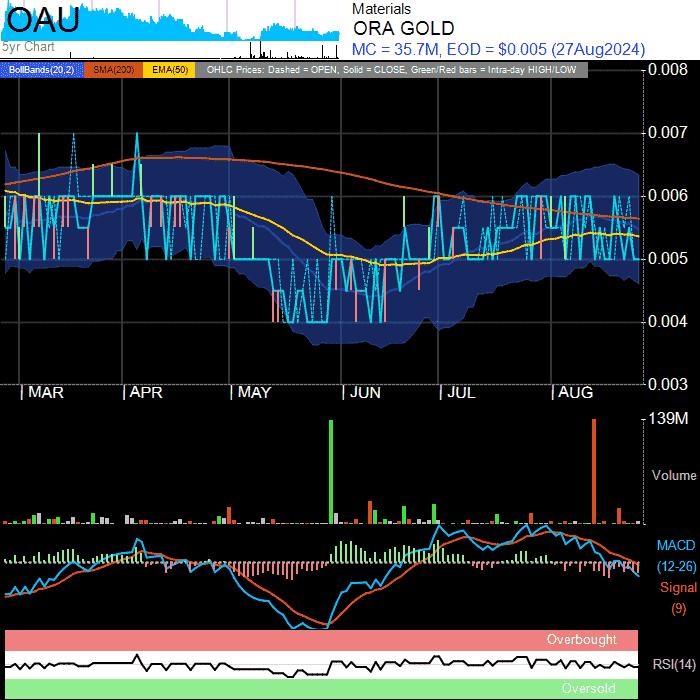 OAU
5yr Chart
Materials
ORA GOLD
MC = 35.7M, EOD = $0.005 (27Aug2024)
BollBands(20,2) SMA(200) EMA(50) OHLC Prices: Dashed = OPEN, Solid = CLOSE, Green/Red bars = Intra-day HIGH/LOW
0.008
0.007
0.006
0.005
0.004
0.003
MAR APR MAY JUN JUL AUG
139M
Volume
MACD
(12-26)
Signal
(9)
Overbought
RSI(14)
Oversold